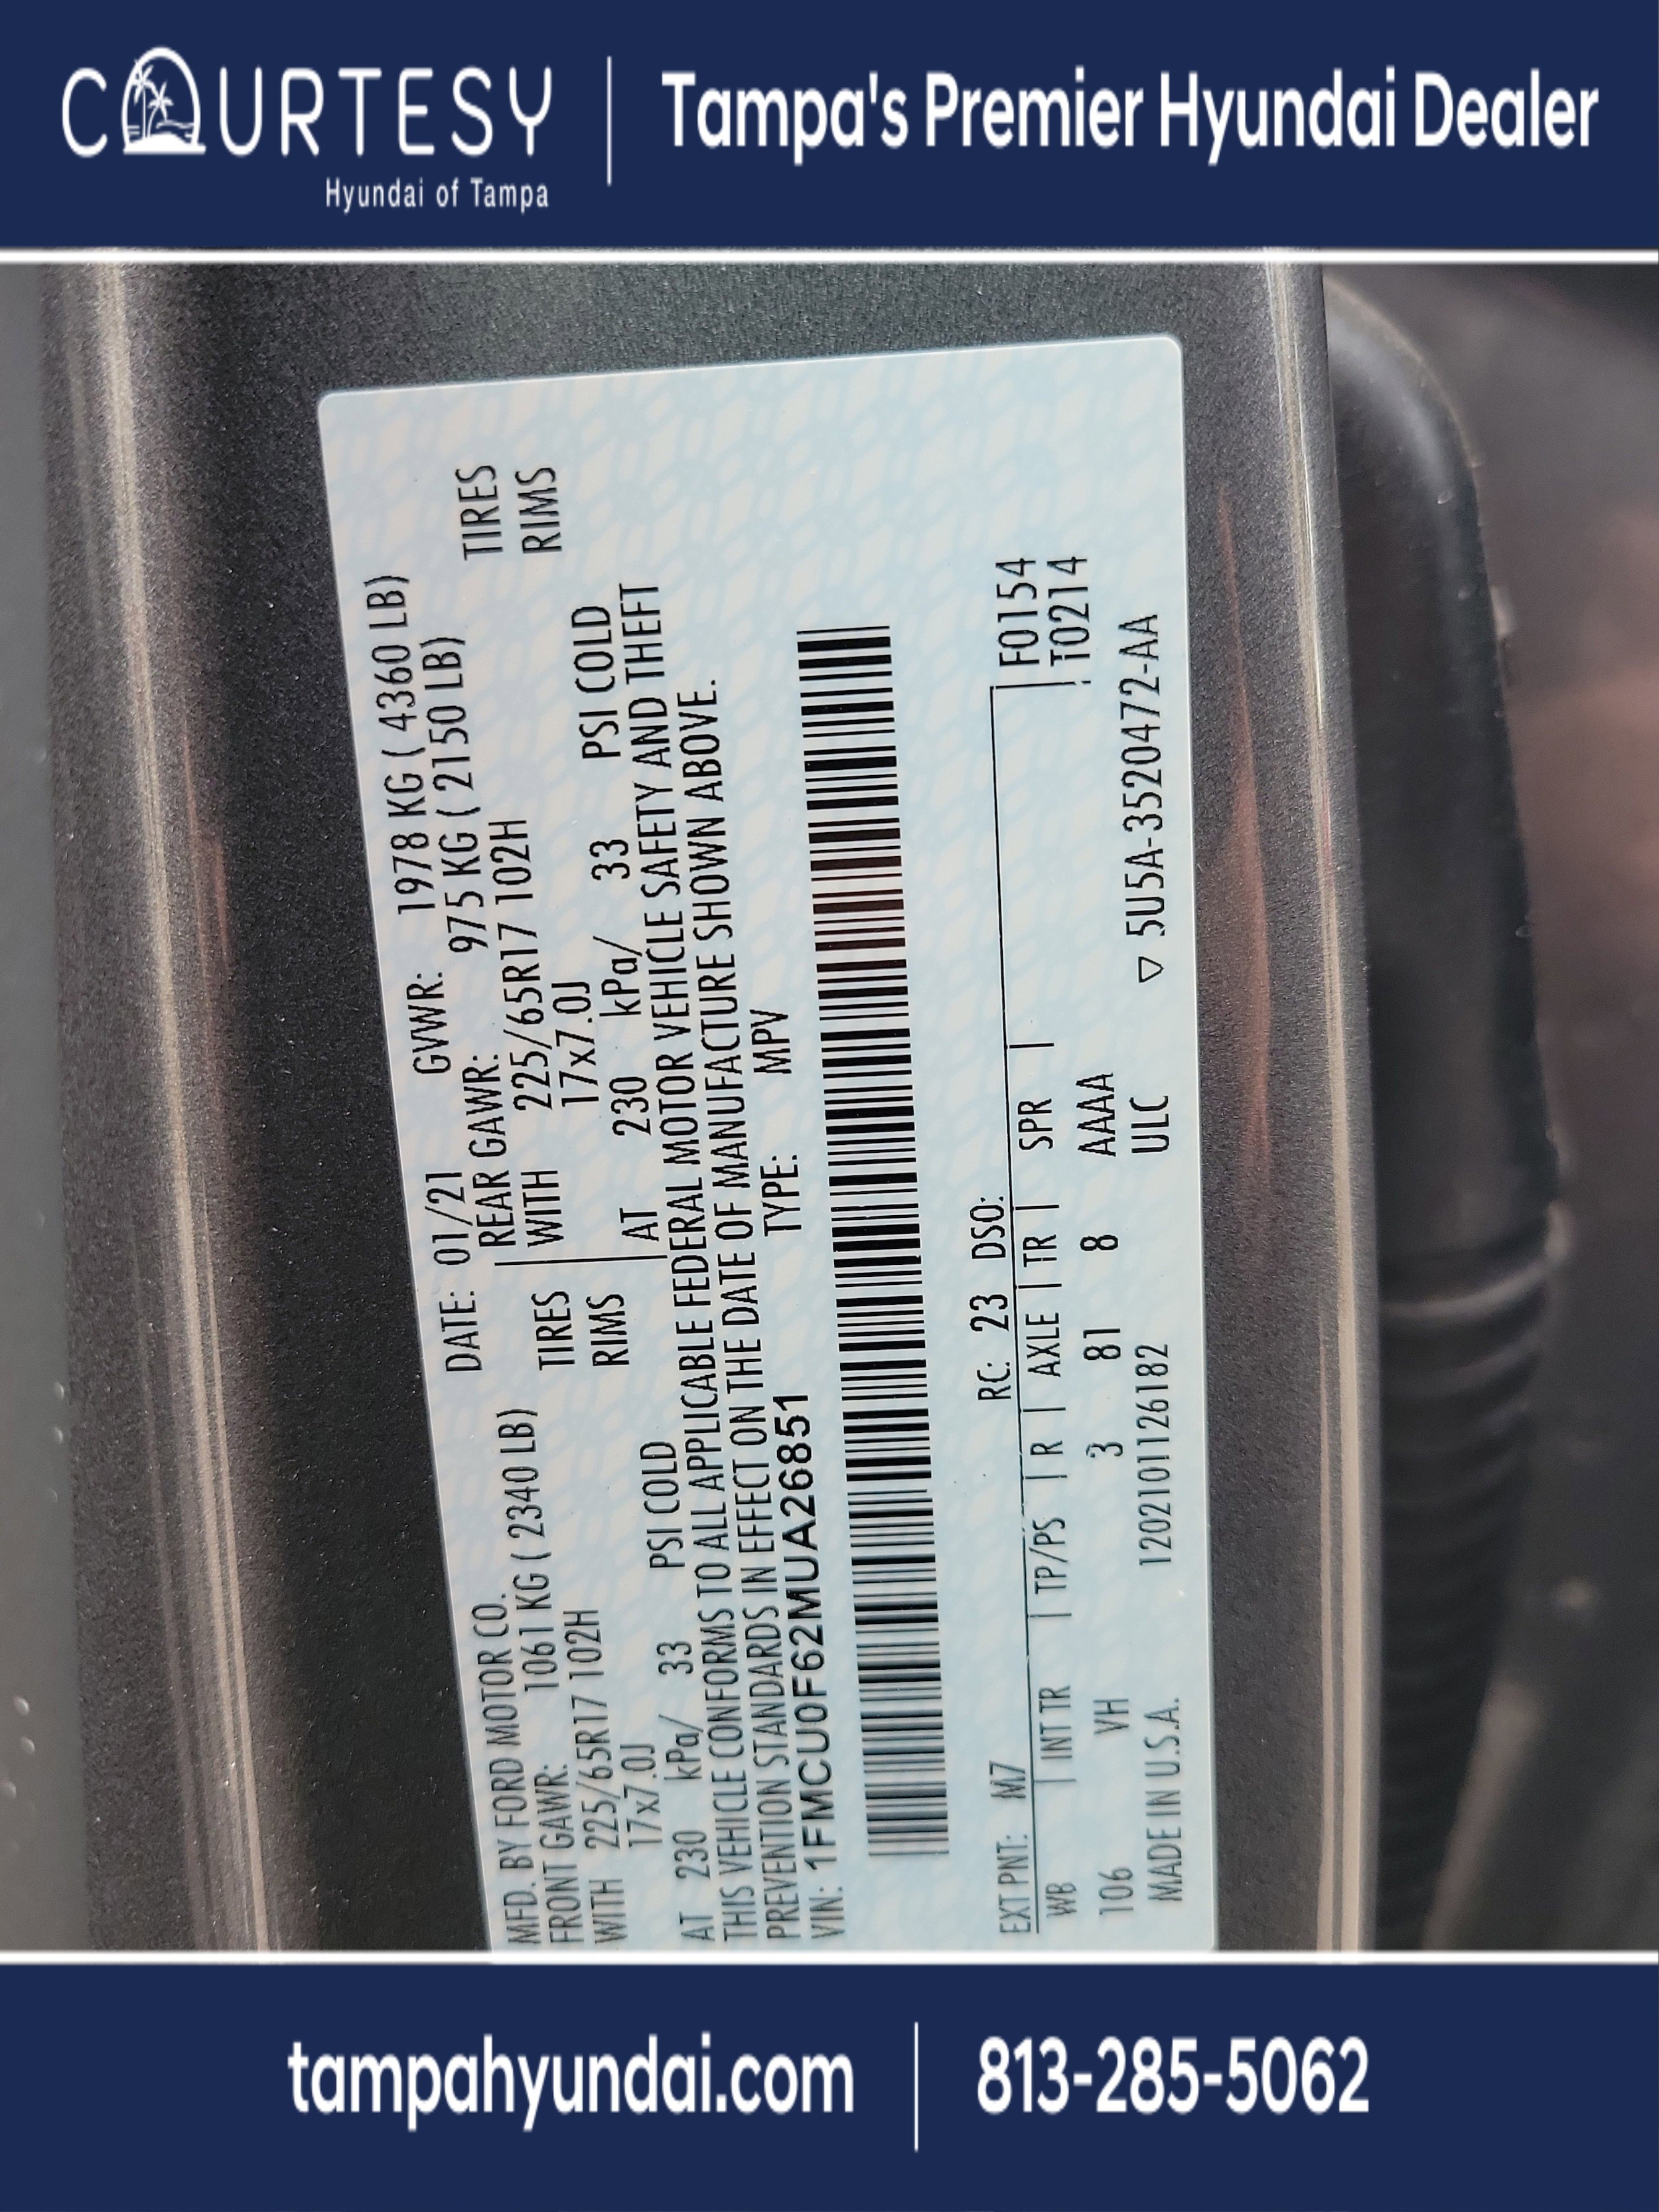 COURTESY
Hyundai of Tampa
Tampa's Premier Hyundai Dealer
MFD. BY FORD MOTOR CO. DATE: 01/21 GVWR: 1978 KG ( 4360 LB)
FRONT GAWR: 1061 KG ( 2340 LB) REAR GAWR: 975 KG ( 2150 LB)
WITH 225/65R17 102H TIRES WITH 225/65R17 102H TIRES
17x7.0J RIMS 17x7.0J RIMS
AT 230 kPa/ 33 PSI COLD AT 230 kPa/ 33 PSI COLD
THIS VEHICLE CONFORMS TO ALL APPLICABLE FEDERAL MOTOR VEHICLE SAFETY AND THEFT
PREVENTION STANDARDS IN EFFECT ON THE DATE OF MANUFACTURE SHOWN ABOVE.
VIN: 1FMCU0F62MUA26851 TYPE: MPV
EXT PNT: M7 RC: 23 DSO:
WB | INT TR | TP/PS | R | AXLE | TR | SPR | F0154
106 VH 3 81 8 AAAA T0214
MADE IN U.S.A. 120210112618​2 ULC ▽ 5U5A-3520472-AA
tampahyundai.com
813-285-5062